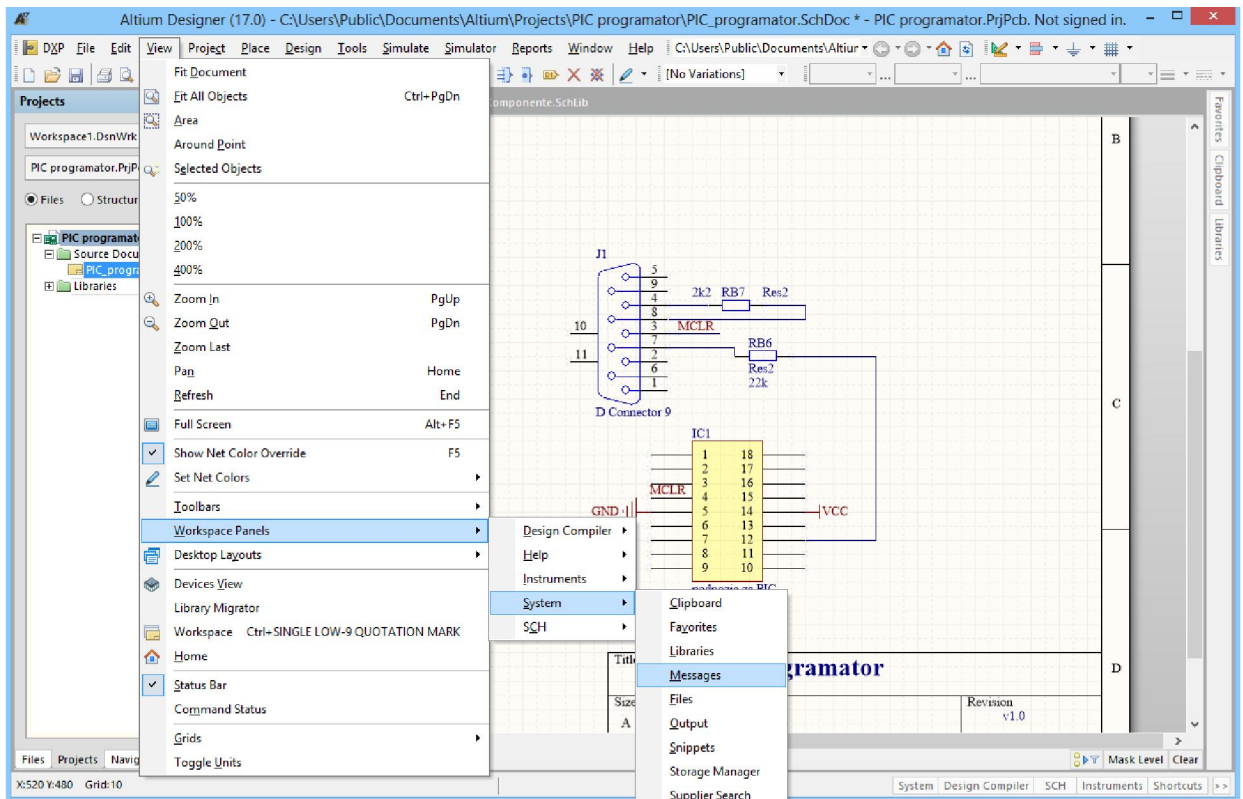 Altium Designer (17.0) - C:\Users\Public\Documents\Altium\Projects\PIC programator\PIC_programator.SchDoc * - PIC programator.PrjPcb. Not signed in.
DXP File Edit View Project Place Design Tools Simulate Simulator Reports Window Help C:\Users\Public\Documents\Altiur
[No Variations] ... ...
Projects
Componente.SchLib
Workspace1.DsnWrk
PIC programator.PrjP
Files Structur
PIC programat
Source Docu
PIC_progra
Libraries
Fit Document
Fit All Objects Ctrl+PgDn
Area
Around Point
Selected Objects
50%
100%
200%
400%
Zoom In PgUp
Zoom Out PgDn
Zoom Last
Pan Home
Refresh End
Full Screen Alt+F5
Show Net Color Override F5
Set Net Colors
Toolbars
Workspace Panels
Desktop Layouts
Devices View
Library Migrator
Workspace Ctrl+SINGLE LOW-9 QUOTATION MARK
Home
Status Bar
Command Status
Grids
Toggle Units
Design Compiler
Help
Instruments
System
SCH
Clipboard
Favorites
Libraries
Messages
Files
Output
Snippets
Storage Manager
Supplier Search
J1
5
9
4
8
3
7
2
6
1
10
11
MCLR
D Connector 9
2k2 RB7 Res2
RB6
Res2
22k
IC1
1 18
2 17
3 16
4 15
5 14
6 13
7 12
8 11
9 10
MCLR
GND
VCC
podnozje za PIC
Titl
gramator
Size
A
Revision
v1.0
B
C
D
Favorites
Clipboard
Libraries
Files Projects Navig
Mask Level Clear
X:520 Y:480 Grid:10
System Design Compiler SCH Instruments Shortcuts >>